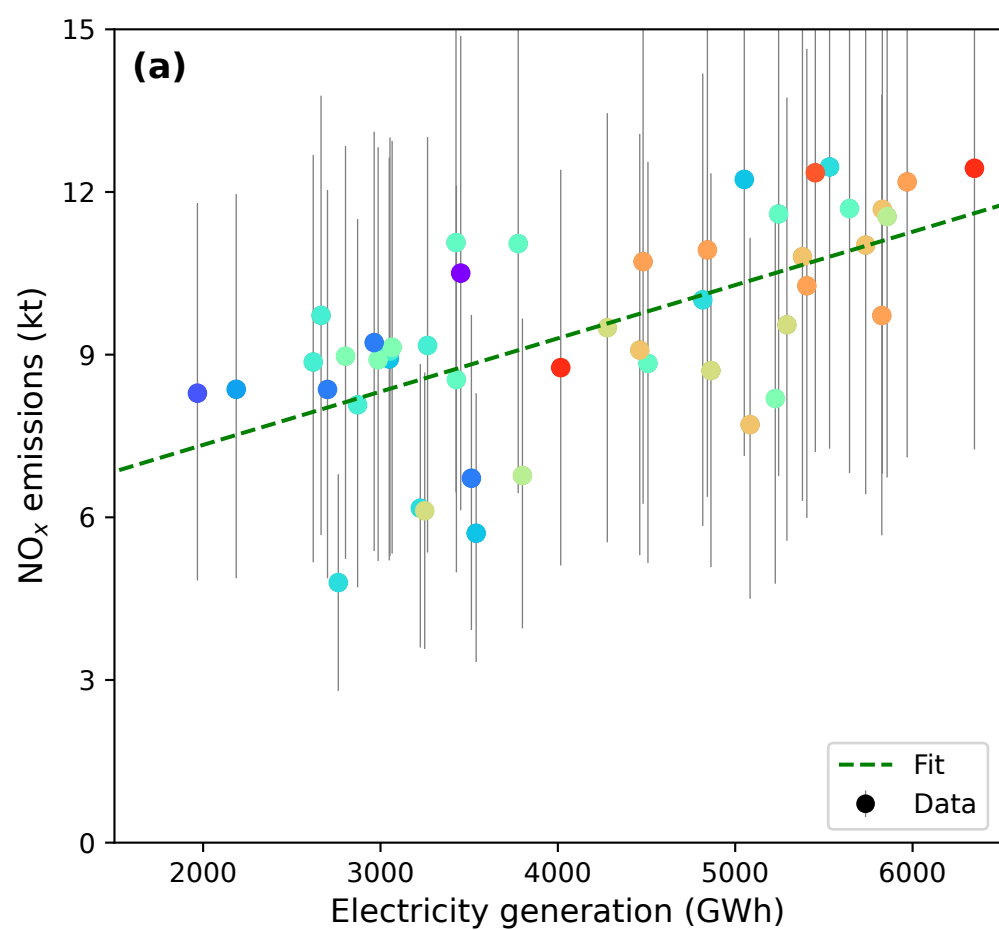 (a)
15
12
9
6
3
0
NOₓ emissions (kt)
Fit
Data
2000 3000 4000 5000 6000
Electricity generation (GWh)